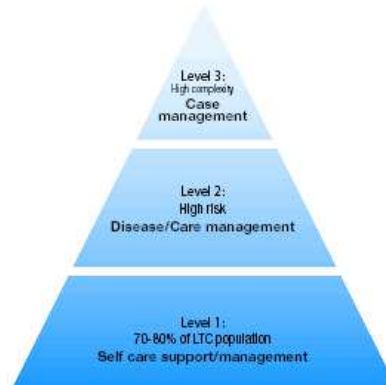 Level 3:
High complexity
Case
management
Level 2:
High risk
Disease/Care management
Level 1:
70-80% of LTC population
Self care support/management